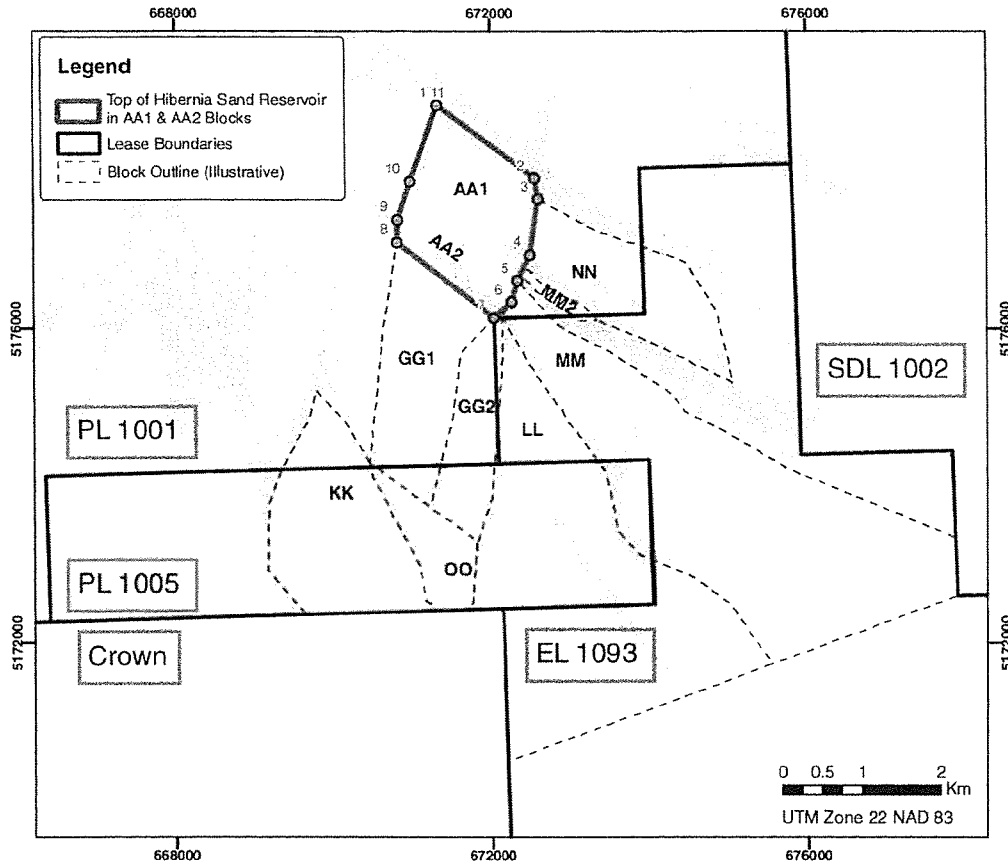 668000 672000 676000
Legend
Top of Hibernia Sand Reservoir
in AA1 & AA2 Blocks
Lease Boundaries
Block Outline (Illustrative)
1 11
2
3
10
AA1
9
8
AA2
4
5
6
NN
MM2
5176000 5176000
GG1
MM
SDL 1002
GG2
LL
PL 1001
KK
OO
PL 1005
Crown
EL 1093
5172000 5172000
0 0.5 1 2
Km
UTM Zone 22 NAD 83
668000 672000 676000